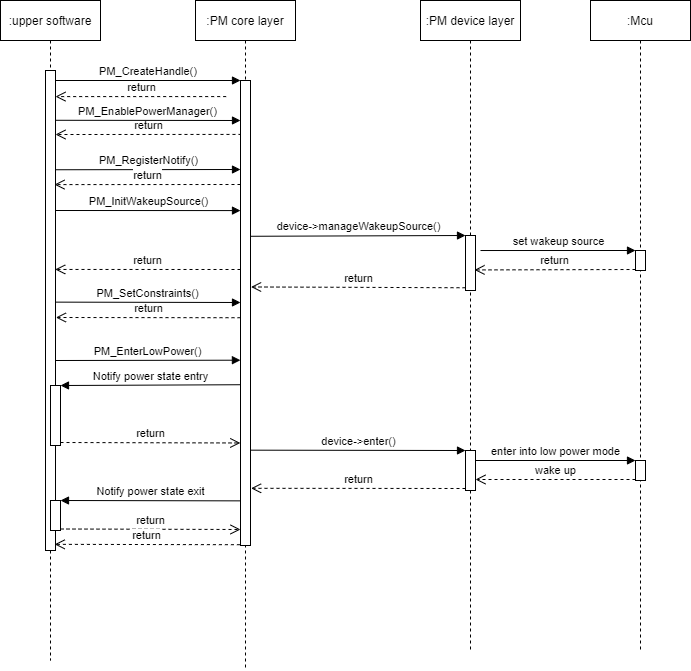 :upper software
:PM core layer
:PM device layer
:Mcu
PM_CreateHandle()
return
PM_EnablePowerManager()
return
PM_RegisterNotify()
return
PM_InitWakeupSource()
device->manageWakeupSource()
set wakeup source
return
return
return
PM_SetConstraints()
return
PM_EnterLowPower()
Notify power state entry
return
device->enter()
enter into low power mode
wake up
return
Notify power state exit
return
return